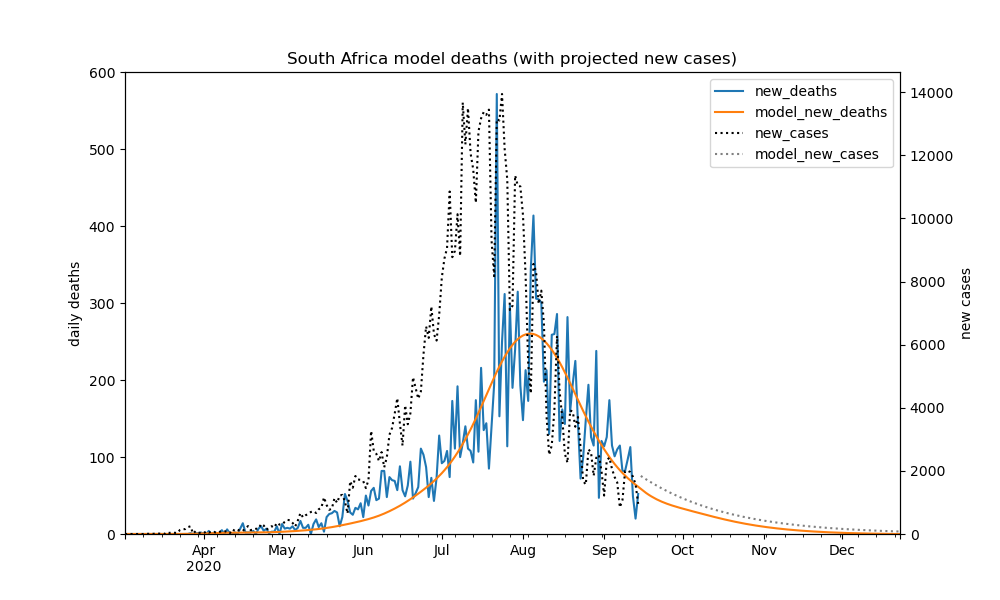 South Africa model deaths (with projected new cases)
600
500
400
300
200
100
0
daily deaths
14000
12000
10000
8000
6000
4000
2000
0
new cases
new_deaths
model_new_deaths
new_cases
model_new_cases
Apr May Jun Jul Aug Sep Oct Nov Dec
2020